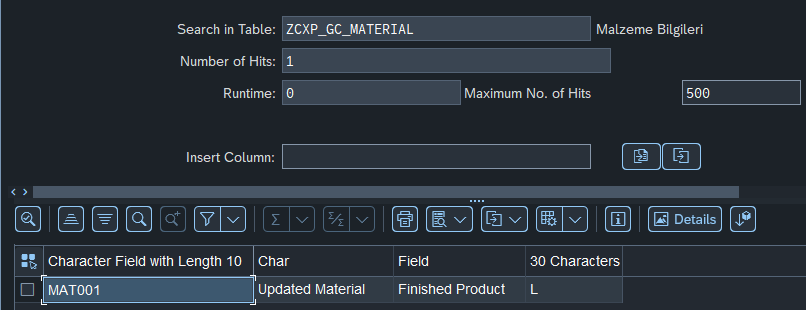 Search in Table: ZCXP_GC_MATERIAL Malzeme Bilgileri
Number of Hits: 1
Runtime: 0 Maximum No. of Hits 500
Insert Column:
Details
Character Field with Length 10 Char Field 30 Characters
MAT001 Updated Material Finished Product L